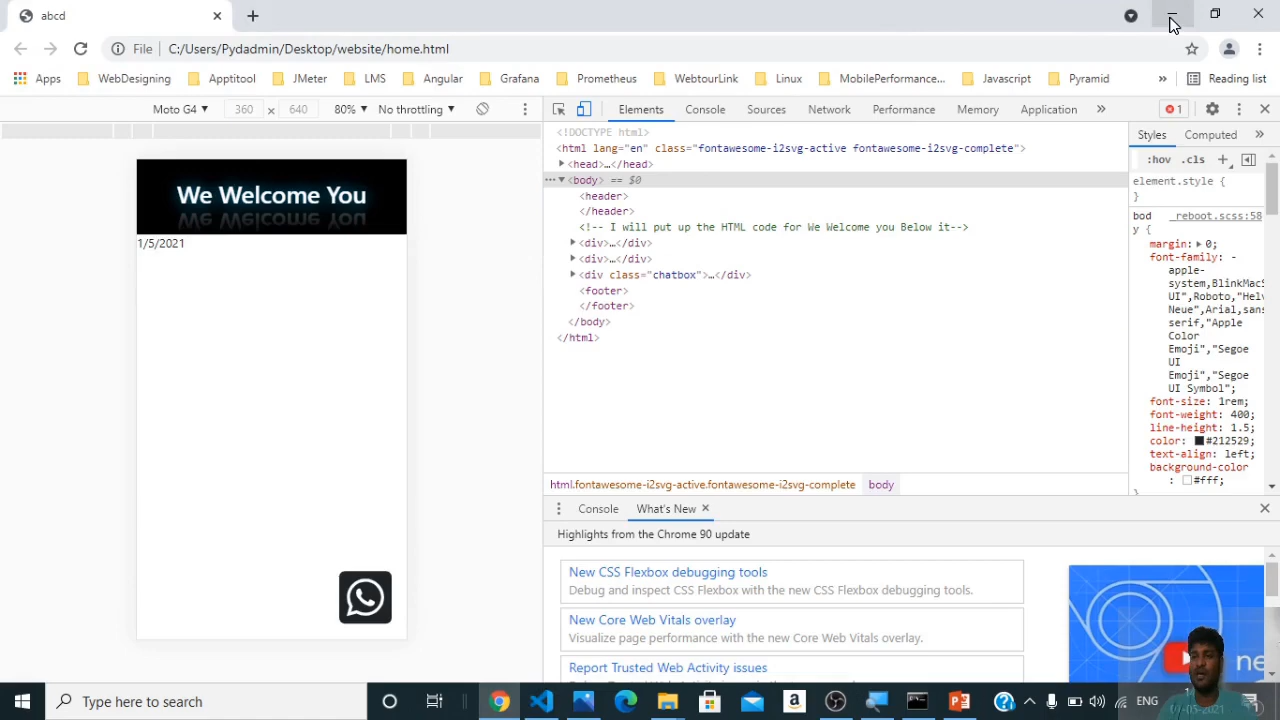 abcd
File C:/Users/Pydadmin/Desktop/website/home.html
Apps WebDesigning Apptitool JMeter LMS Angular Grafana Prometheus WebtourLink Linux MobilePerformance... Javascript Pyramid » Reading list
Moto G4 360 x 640 80% No throttling
Elements Console Sources Network Performance Memory Application » 1
We Welcome You
We Welcome You
1/5/2021
<!DOCTYPE html>
<html lang="en" class="fontawesome-i2svg-active fontawesome-i2svg-complete">
<head>…</head>
<body> == $0
<header>
</header>
<!-- I will put up the HTML code for We Welcome you Below it-->
<div>…</div>
<div>…</div>
<div class="chatbox">…</div>
<footer>
</footer>
</body>
</html>
html.fontawesome-i2svg-active.fontawesome-i2svg-complete body
Styles Computed »
:hov .cls +
element.style {
}
bod _reboot.scss:58
y {
margin: 0;
font-family: -
apple-
system,BlinkMacS
UI",Roboto,"Helv
Neue",Arial,sans
serif,"Apple
Color
Emoji","Segoe
UI
Emoji","Segoe
UI Symbol";
font-size: 1rem;
font-weight: 400;
line-height: 1.5;
color: #212529;
text-align: left;
background-color
: #fff;
}
Console What's New
Highlights from the Chrome 90 update
New CSS Flexbox debugging tools
Debug and inspect CSS Flexbox with the new CSS Flexbox debugging tools.
New Core Web Vitals overlay
Visualize page performance with the new Core Web Vitals overlay.
Report Trusted Web Activity issues
ne
Type here to search
ENG
04-05-2021